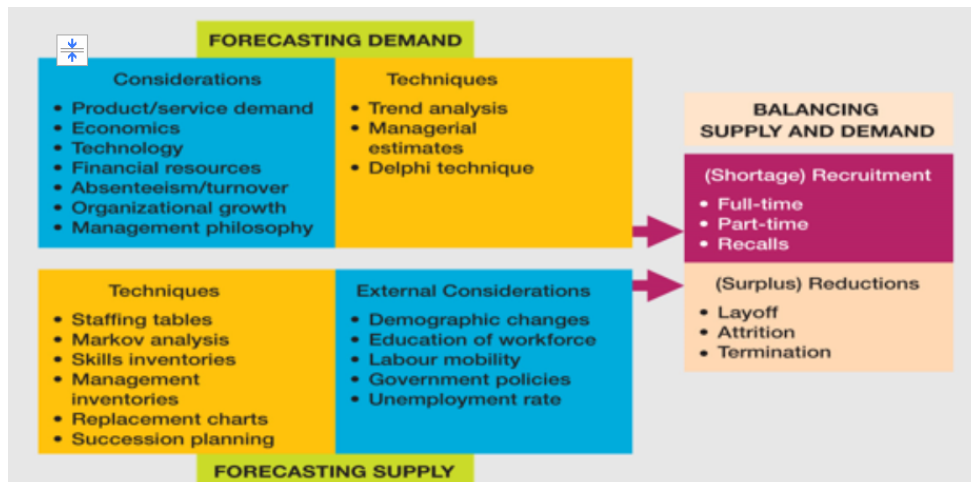 FORECASTING DEMAND
Considerations
• Product/service demand
• Economics
• Technology
• Financial resources
• Absenteeism/turnover
• Organizational growth
• Management philosophy
Techniques
• Trend analysis
• Managerial
estimates
• Delphi technique
Techniques
• Staffing tables
• Markov analysis
• Skills inventories
• Management
inventories
• Replacement charts
• Succession planning
External Considerations
• Demographic changes
• Education of workforce
• Labour mobility
• Government policies
• Unemployment rate
FORECASTING SUPPLY
BALANCING
SUPPLY AND DEMAND
(Shortage) Recruitment
• Full-time
• Part-time
• Recalls
(Surplus) Reductions
• Layoff
• Attrition
• Termination